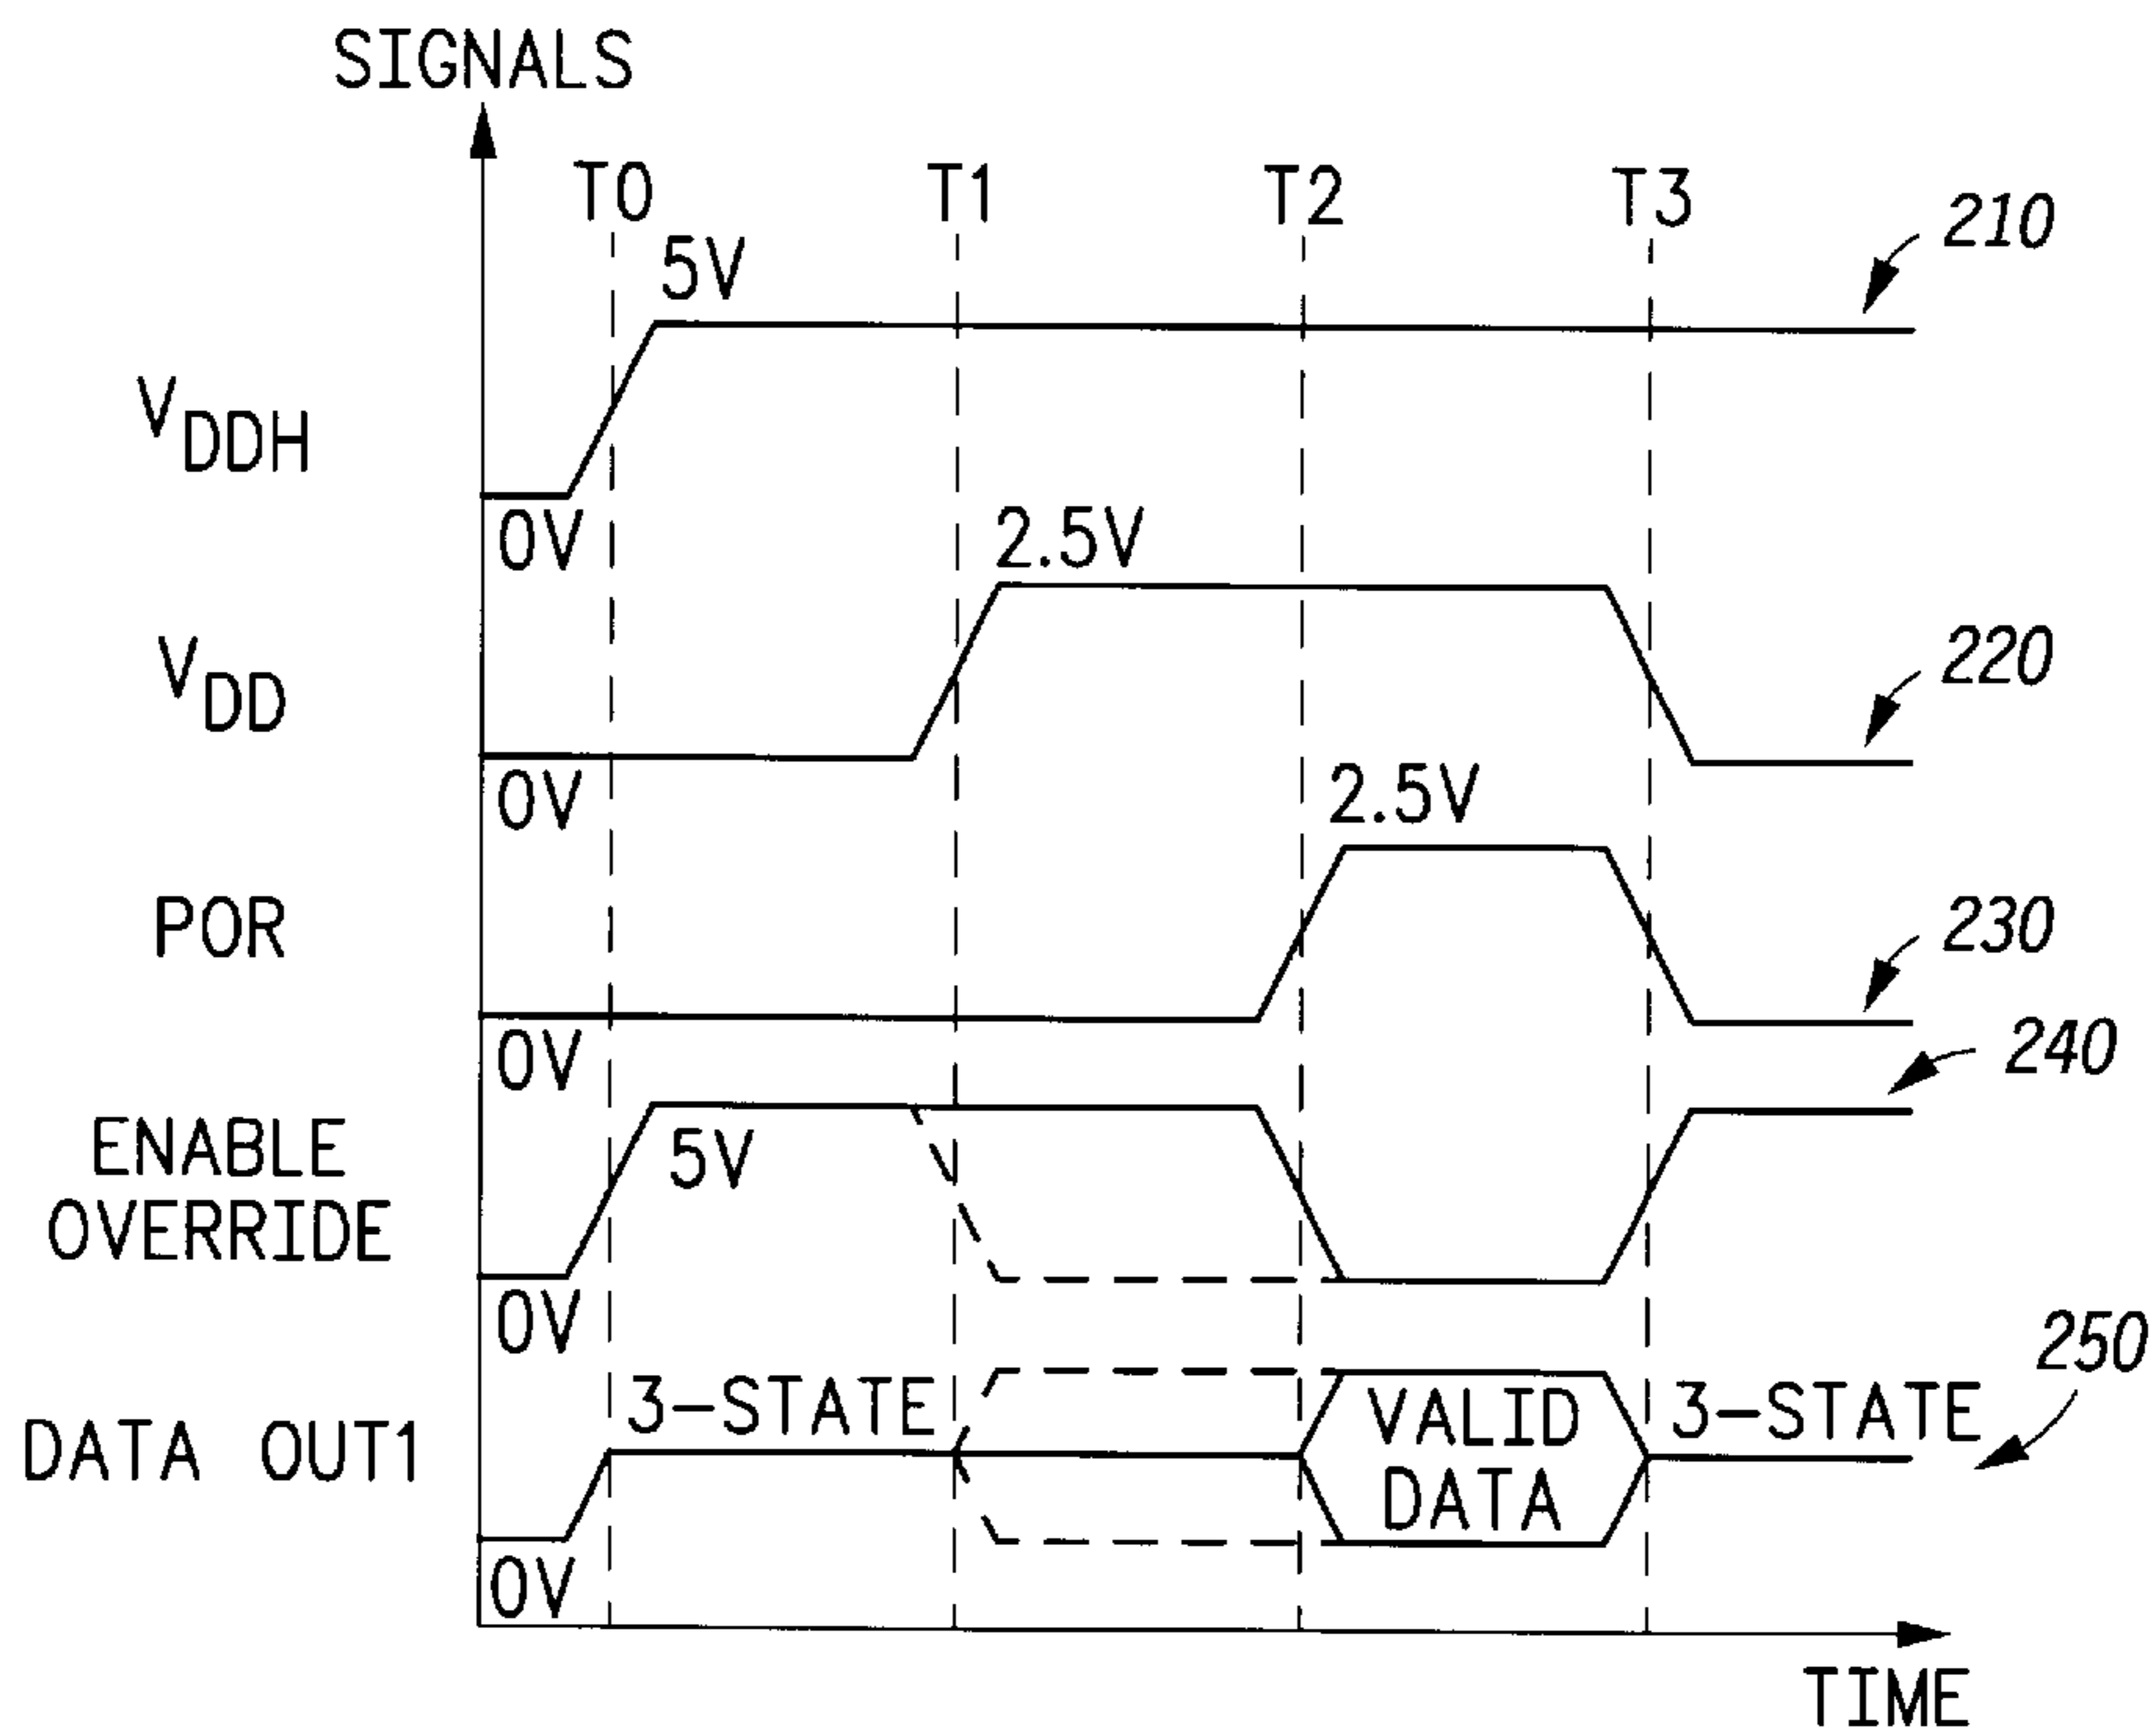 SIGNALS
T0 T1 T2 T3
210
5V
VDDH
0V
2.5V
220
VDD
0V
2.5V
230
POR
0V
240
ENABLE
OVERRIDE
5V
0V
250
3-STATE
VALID
DATA
3-STATE
DATA OUT1
0V
TIME